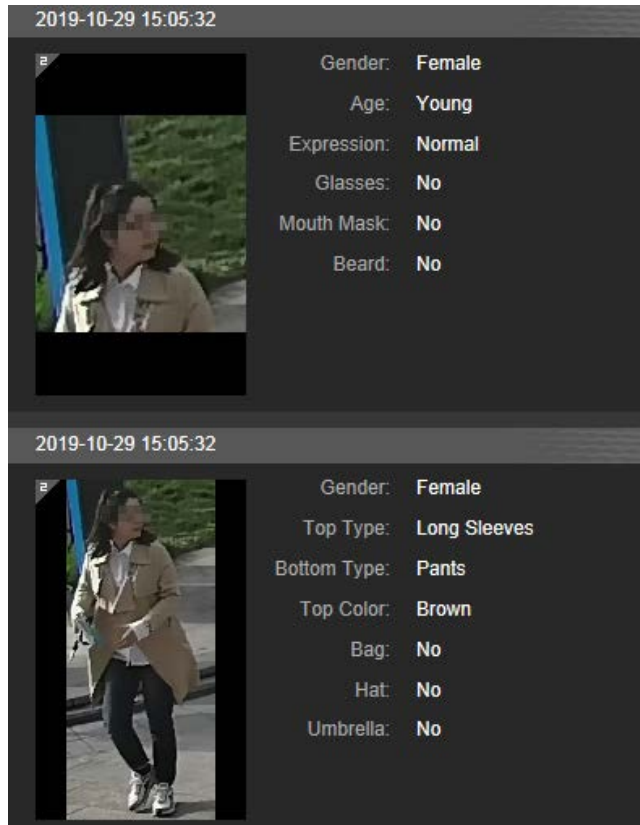 2019-10-29 15:05:32
2
Gender: Female
Age: Young
Expression: Normal
Glasses: No
Mouth Mask: No
Beard: No
2019-10-29 15:05:32
2
Gender: Female
Top Type: Long Sleeves
Bottom Type: Pants
Top Color: Brown
Bag: No
Hat: No
Umbrella: No